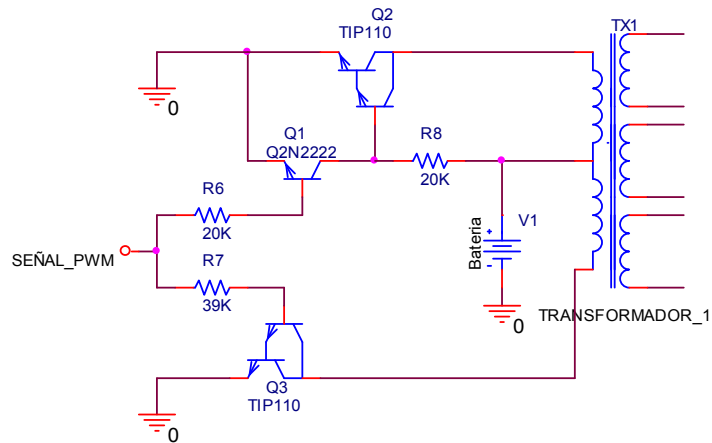 Q2
TIP110
TX1
0
Q1
Q2N2222
R8
20K
R6
20K
V1
Bateria
+
-
SEÑAL_PWM
R7
39K
0
TRANSFORMADOR_1
Q3
TIP110
0